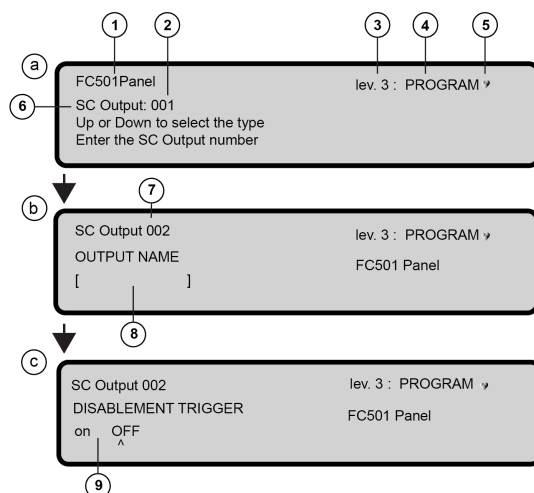 1 2 3 4 5
a
FC501Panel lev. 3 : PROGRAM
6 SC Output: 001
Up or Down to select the type
Enter the SC Output number
7
b
SC Output 002 lev. 3 : PROGRAM
OUTPUT NAME FC501 Panel
[ ]
8
c
SC Output 002 lev. 3 : PROGRAM
DISABLEMENT TRIGGER FC501 Panel
on OFF
^
9